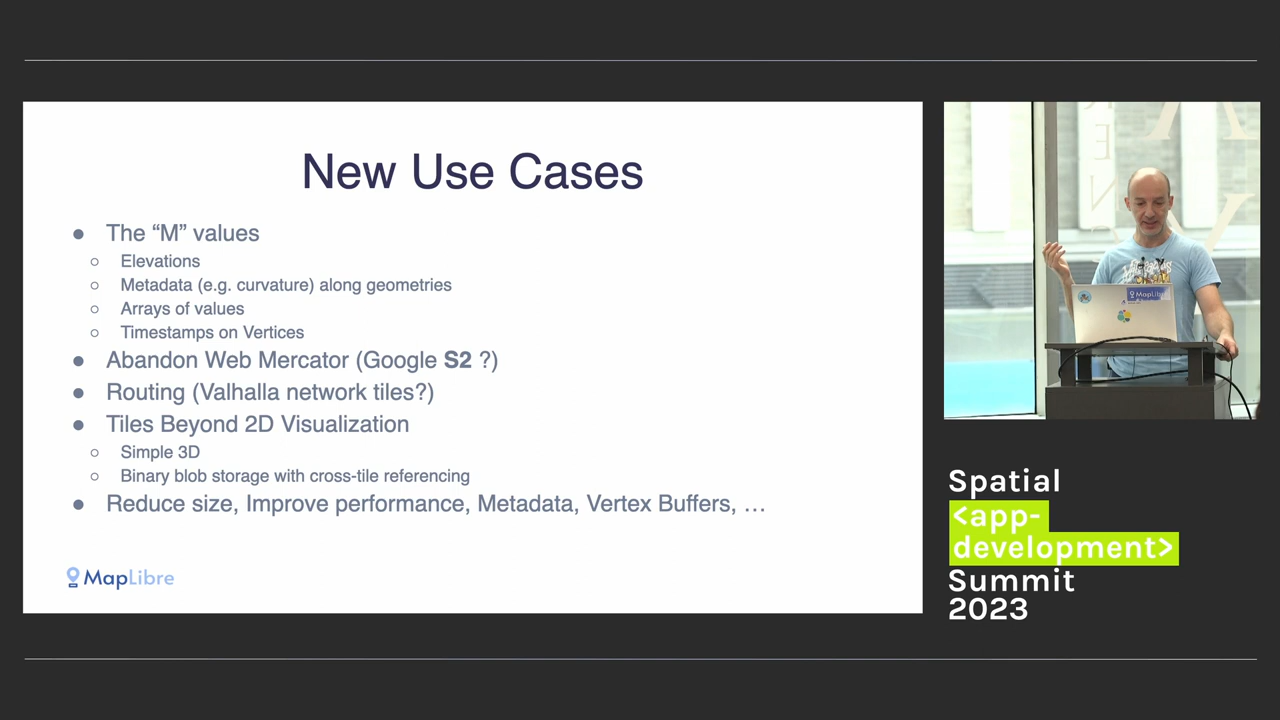 New Use Cases
● The “M” values
○ Elevations
○ Metadata (e.g. curvature) along geometries
○ Arrays of values
○ Timestamps on Vertices
● Abandon Web Mercator (Google S2 ?)
● Routing (Valhalla network tiles?)
● Tiles Beyond 2D Visualization
○ Simple 3D
○ Binary blob storage with cross-tile referencing
● Reduce size, Improve performance, Metadata, Vertex Buffers, …
MapLibre
MapLibre
Spatial
<app-
development>
Summit
2023